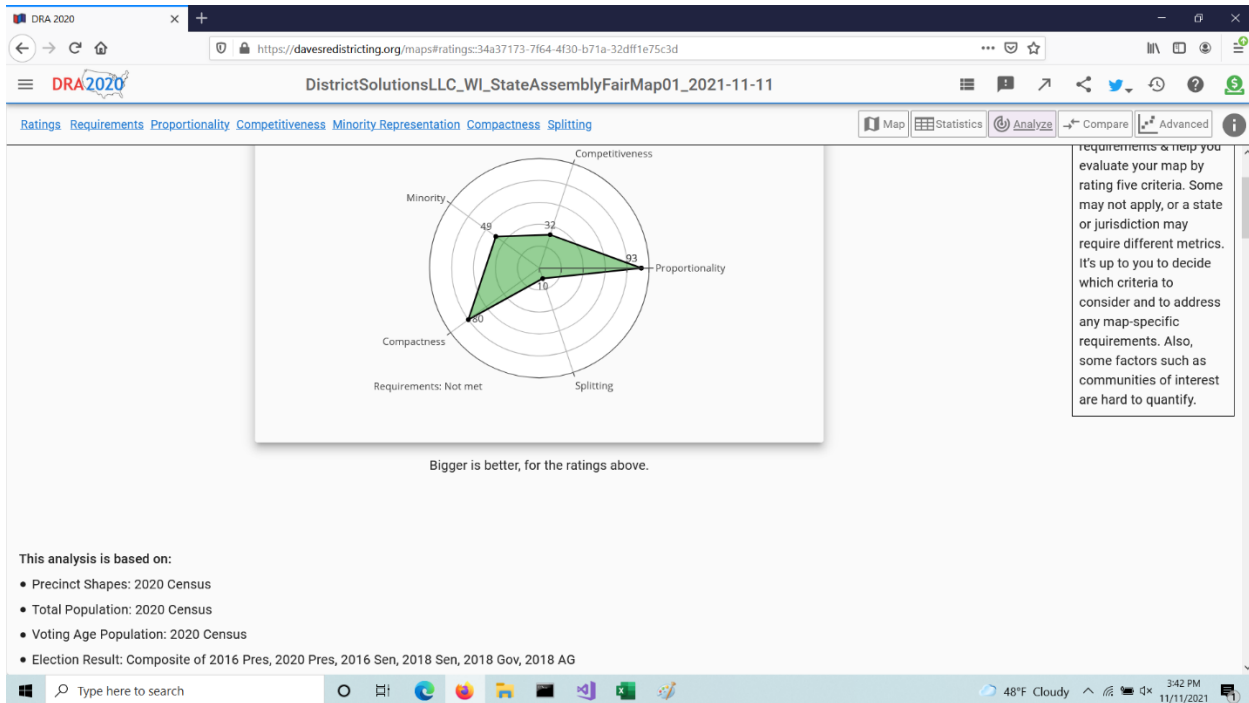 DRA 2020
https://davesredistricting.org/maps#ratings::34a37173-7f64-4f30-b71a-32dff1e75c3d
DRA2020
DistrictSolutionsLLC_WI_StateAssemblyFairMap01_2021-11-11
Ratings Requirements Proportionality Competitiveness Minority Representation Compactness Splitting
Map Statistics Analyze Compare Advanced
Competitiveness
Minority
49
32
93
Proportionality
10
80
Compactness
Requirements: Not met
Splitting
Bigger is better, for the ratings above.
requirements & help you
evaluate your map by
rating five criteria. Some
may not apply, or a state
or jurisdiction may
require different metrics.
It's up to you to decide
which criteria to
consider and to address
any map-specific
requirements. Also,
some factors such as
communities of interest
are hard to quantify.
This analysis is based on:
• Precinct Shapes: 2020 Census
• Total Population: 2020 Census
• Voting Age Population: 2020 Census
• Election Result: Composite of 2016 Pres, 2020 Pres, 2016 Sen, 2018 Sen, 2018 Gov, 2018 AG
Type here to search
48°F Cloudy
3:42 PM
11/11/2021